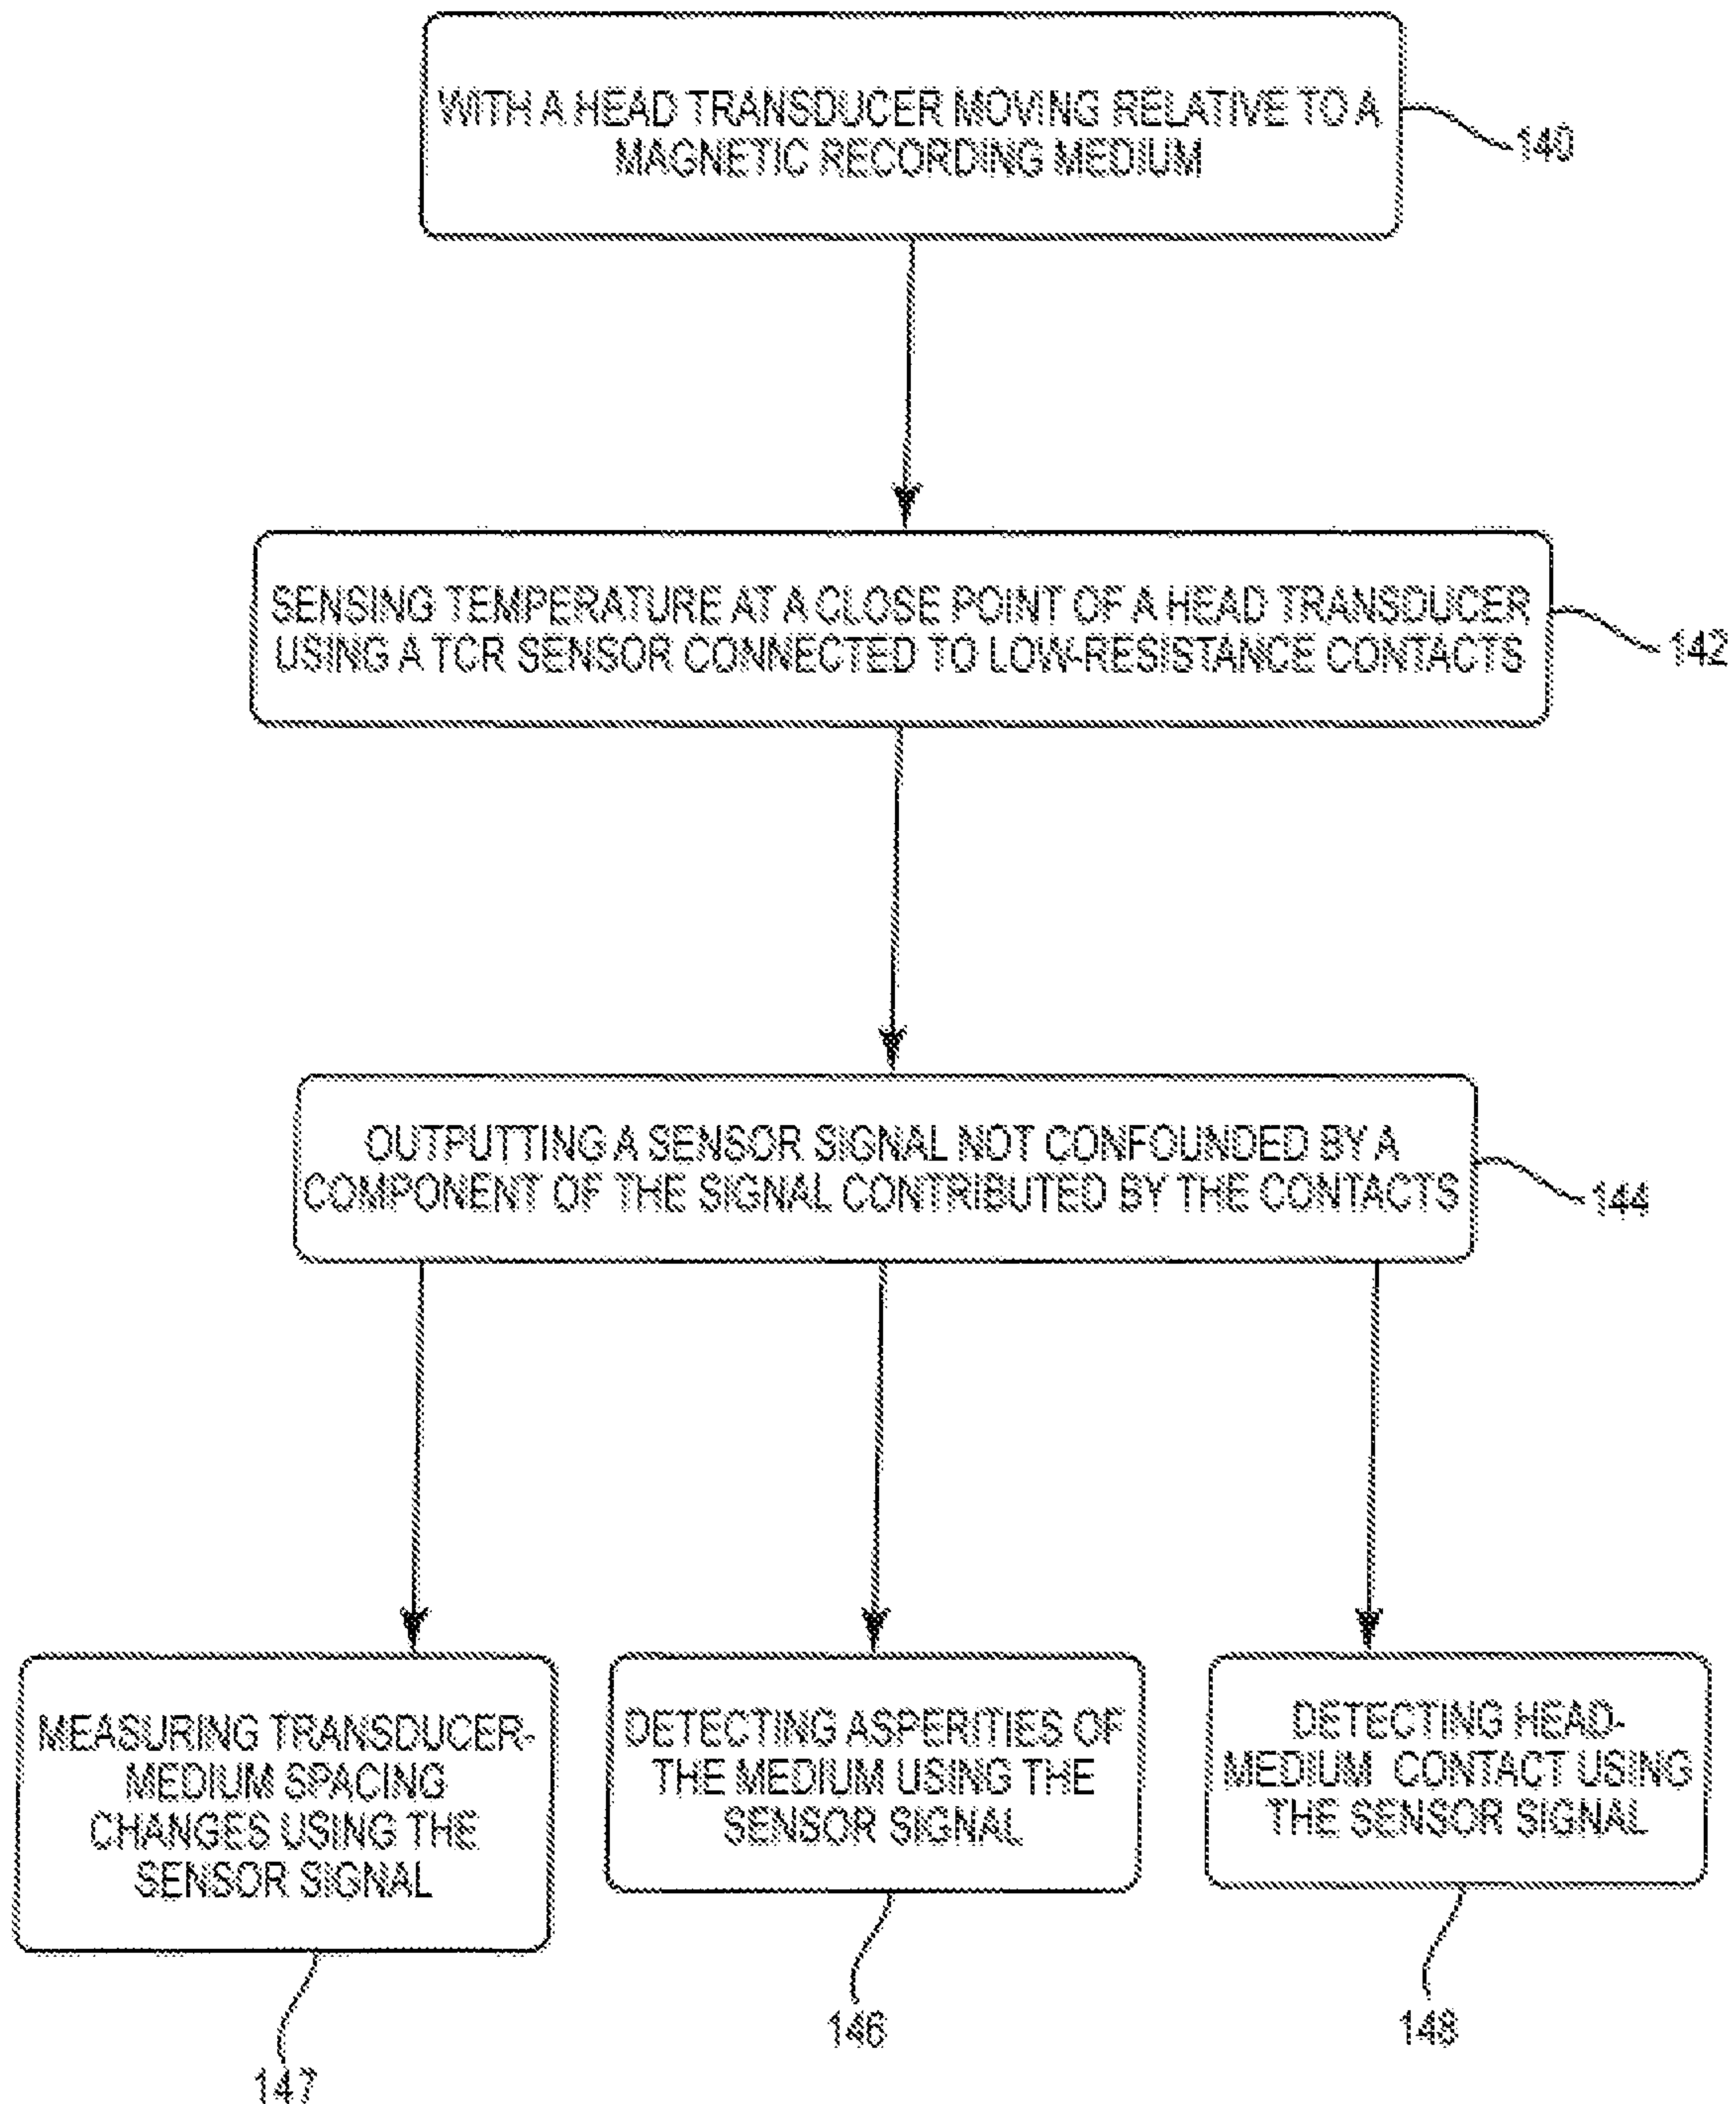 WITH A HEAD TRANSDUCER MOVING RELATIVE TO A
MAGNETIC RECORDING MEDIUM
140
SENSING TEMPERATURE AT A CLOSE POINT OF A HEAD TRANSDUCER
USING A TCR SENSOR CONNECTED TO LOW-RESISTANCE CONTACTS
142
OUTPUTTING A SENSOR SIGNAL NOT CONFOUNDED BY A
COMPONENT OF THE SIGNAL CONTRIBUTED BY THE CONTACTS
144
MEASURING TRANSDUCER-
MEDIUM SPACING
CHANGES USING THE
SENSOR SIGNAL
147
DETECTING ASPERITIES OF
THE MEDIUM USING THE
SENSOR SIGNAL
146
DETECTING HEAD-
MEDIUM CONTACT USING
THE SENSOR SIGNAL
148